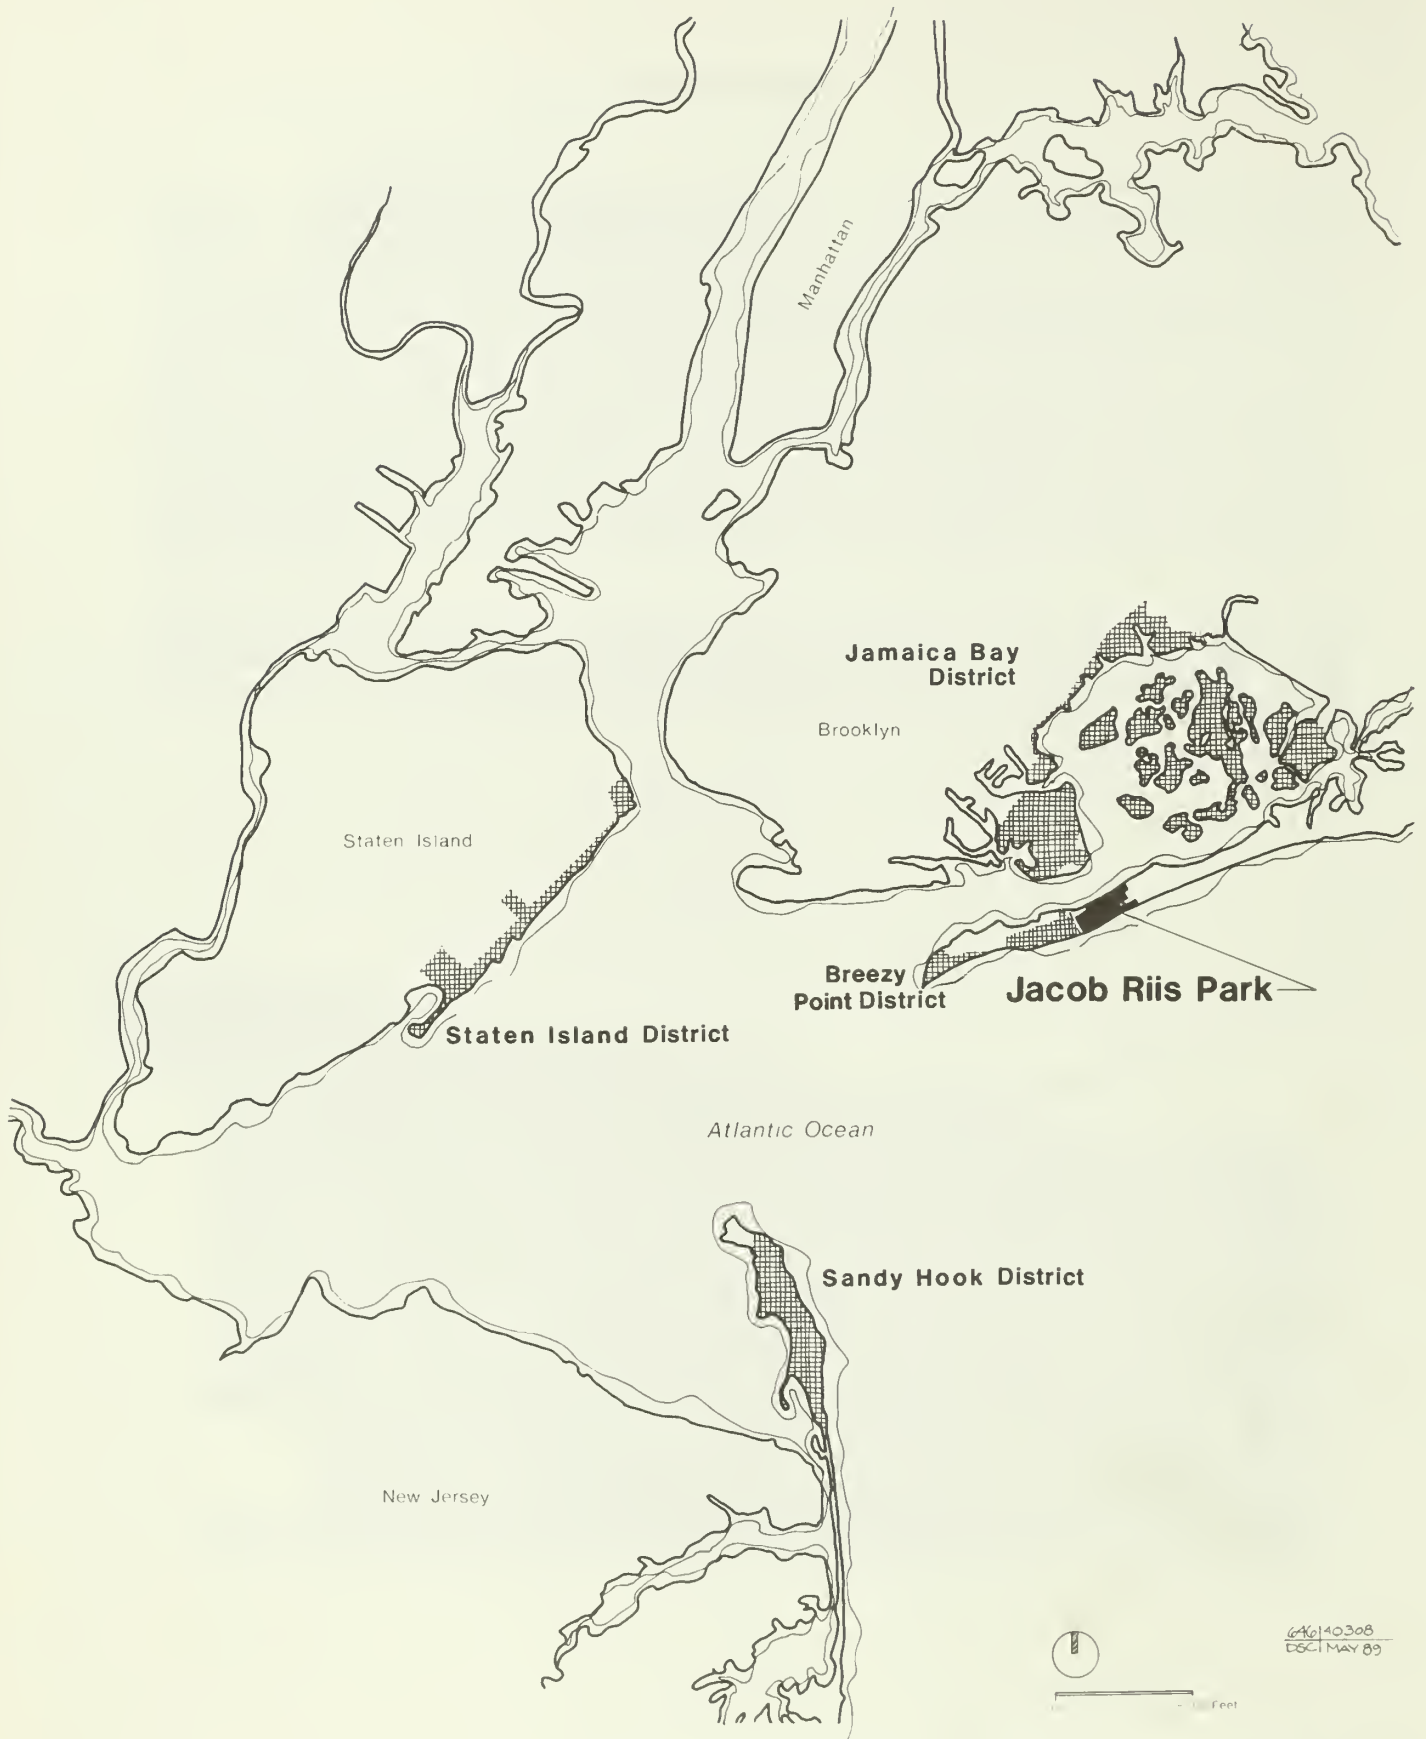 Manhattan
Jamaica Bay
District
Brooklyn
Staten Island
Breezy
Point District
Jacob Riis Park
Staten Island District
Atlantic Ocean
Sandy Hook District
New Jersey
646|40308
DSC|MAY 89
Feet